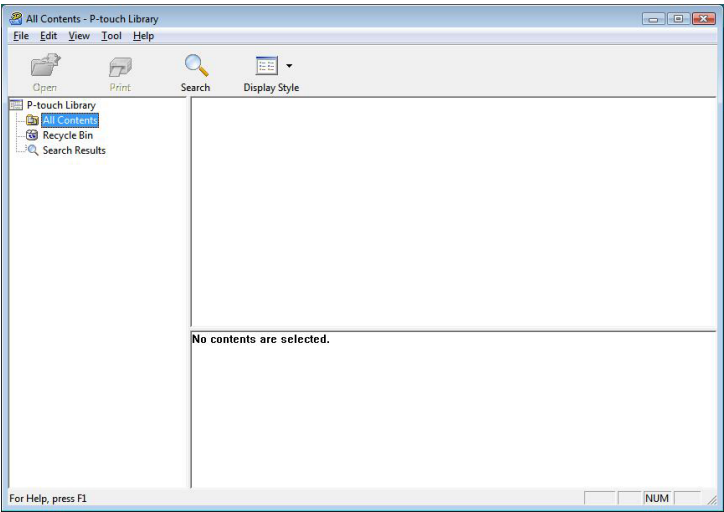 All Contents - P-touch Library
File Edit View Tool Help
Open Print Search Display Style
P-touch Library
All Contents
Recycle Bin
Search Results
No contents are selected.
For Help, press F1 NUM